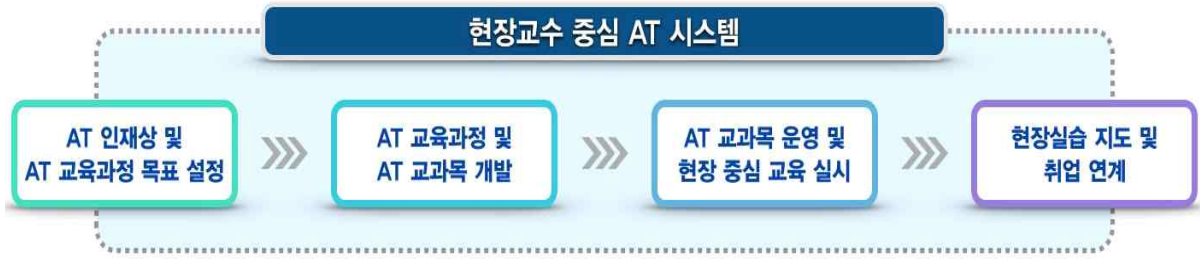 현장교수 중심 AT 시스템
AT 인재상 및
AT 교육과정 목표 설정
AT 교육과정 및
AT 교과목 개발
AT 교과목 운영 및
현장 중심 교육 실시
현장실습 지도 및
취업 연계